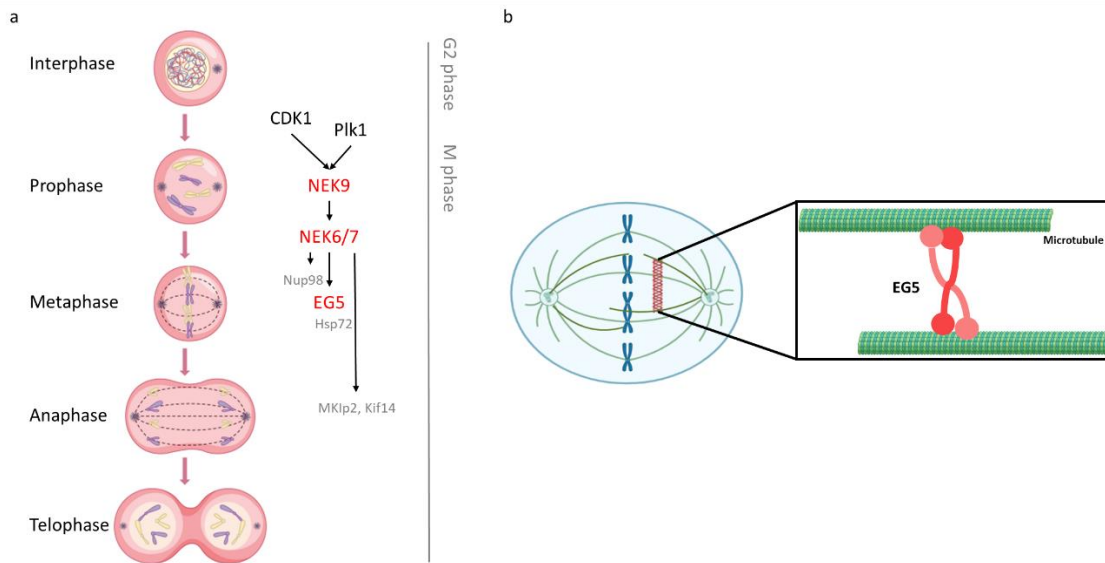 a
Interphase
Prophase
Metaphase
Anaphase
Telophase
CDK1
Plk1
NEK9
NEK6/7
Nup98
EG5
Hsp72
MKlp2, Kif14
G2 phase
M phase
b
Microtubule
EG5